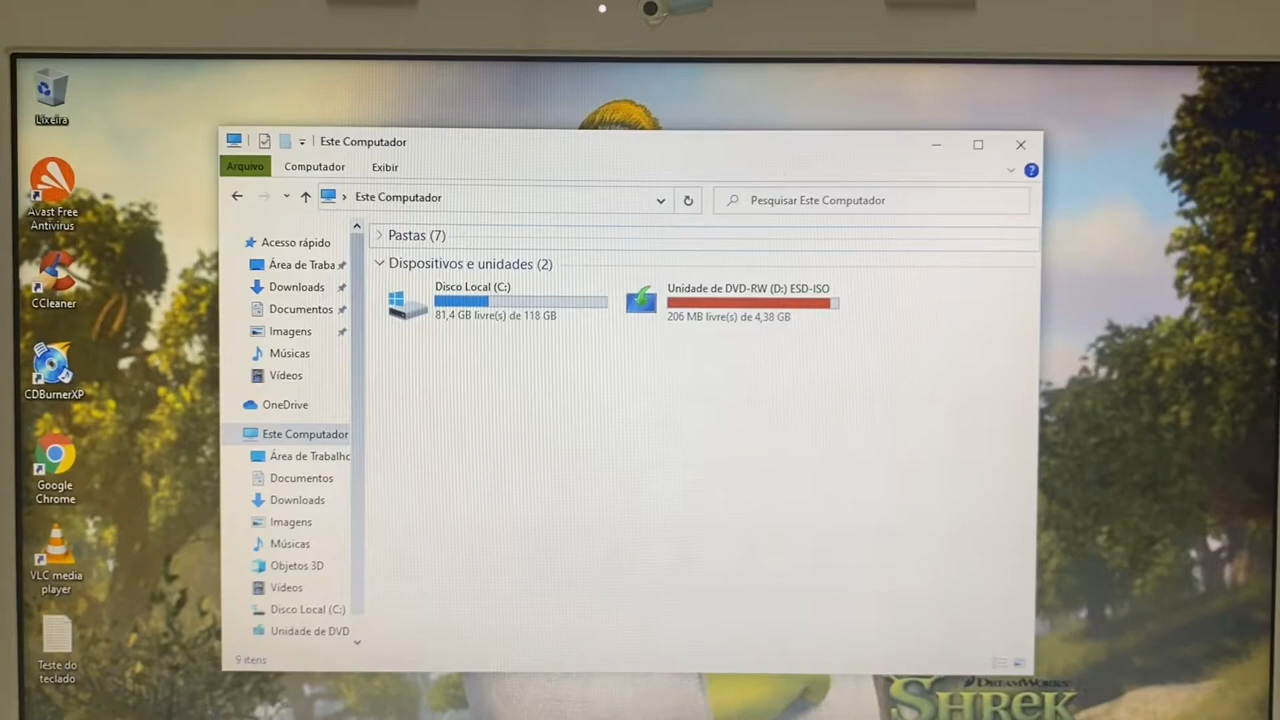 Lixeira
Avast Free
Antivirus
CCleaner
CDBurnerXP
Google
Chrome
VLC media
player
Teste do
teclado
Este Computador
Arquivo
Computador
Exibir
?
Este Computador
Pesquisar Este Computador
Acesso rápido
Área de Traba
Downloads
Documentos
Imagens
Músicas
Vídeos
OneDrive
Este Computador
Área de Trabalho
Documentos
Downloads
Imagens
Músicas
Objetos 3D
Vídeos
Disco Local (C:)
Unidade de DVD
Pastas (7)
Dispositivos e unidades (2)
Disco Local (C:)
81,4 GB livre(s) de 118 GB
Unidade de DVD-RW (D:) ESD-ISO
206 MB livre(s) de 4,38 GB
9 itens
DREAMWORKS
SHREK